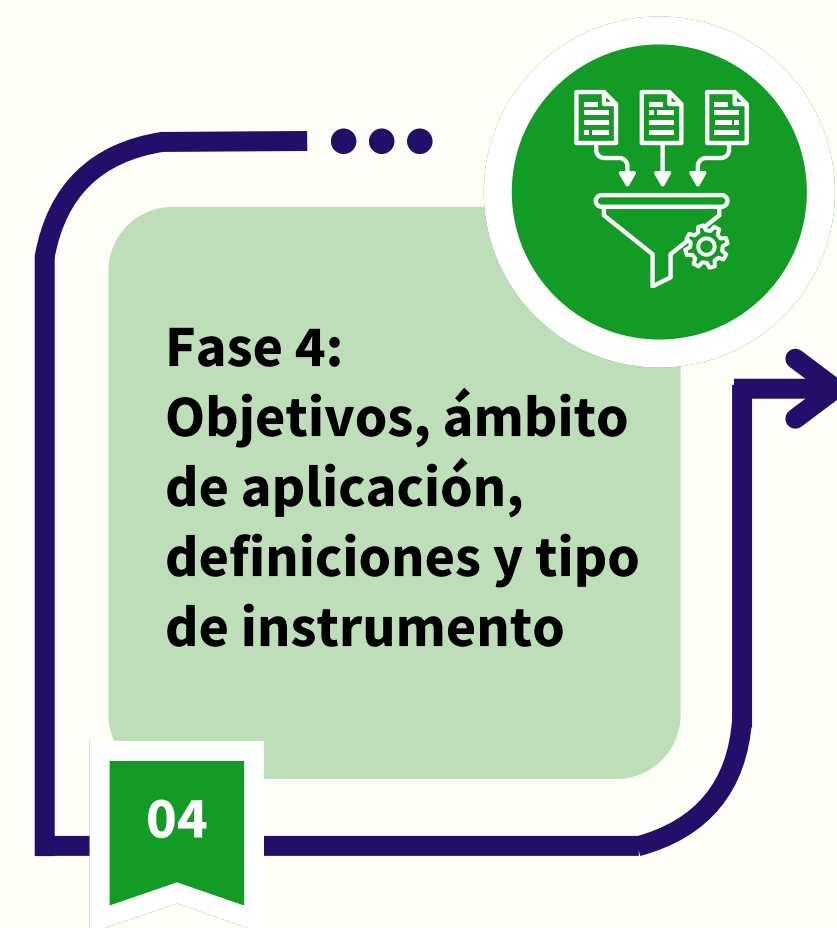 Fase 4:
Objetivos, ámbito
de aplicación,
definiciones y tipo
de instrumento
04